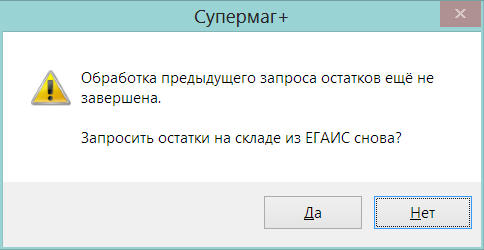 Супермаг+
Обработка предыдущего запроса остатков ещё не
завершена.
Запросить остатки на складе из ЕГАИС снова?
Да
Нет